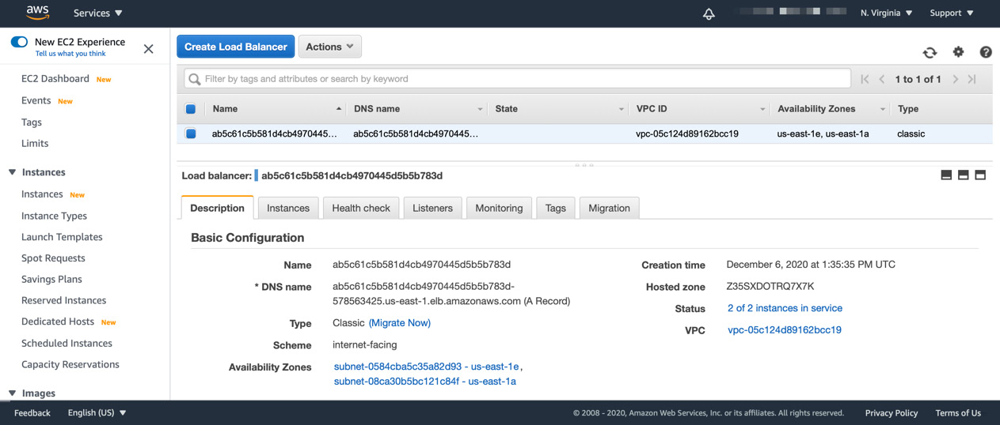 aws Services N. Virginia Support
New EC2 Experience
Tell us what you think
EC2 Dashboard New
Events New
Tags
Limits
Instances
Instances New
Instance Types
Launch Templates
Spot Requests
Savings Plans
Reserved Instances
Dedicated Hosts New
Scheduled Instances
Capacity Reservations
Images
Create Load Balancer Actions
Filter by tags and attributes or search by keyword 1 to 1 of 1
Name DNS name State VPC ID Availability Zones Type
ab5c61c5b581d4cb4970445... ab5c61c5b581d4cb4970445... vpc-05c124d89162bcc19 us-east-1e, us-east-1a classic
Load balancer: ab5c61c5b581d4cb4970445d5b5b783d
Description Instances Health check Listeners Monitoring Tags Migration
Basic Configuration
Name ab5c61c5b581d4cb4970445d5b5b783d
* DNS name ab5c61c5b581d4cb4970445d5b5b783d-
578563425.us-east-1.elb.amazonaws.com (A Record)
Type Classic (Migrate Now)
Scheme internet-facing
Availability Zones subnet-0584cba5c35a82d93 - us-east-1e,
subnet-08ca30b5bc121c84f - us-east-1a
Creation time December 6, 2020 at 1:35:35 PM UTC
Hosted zone Z35SXDOTRQ7X7K
Status 2 of 2 instances in service
VPC vpc-05c124d89162bcc19
Feedback English (US) © 2008 - 2020, Amazon Web Services, Inc. or its affiliates. All rights reserved. Privacy Policy Terms of Us